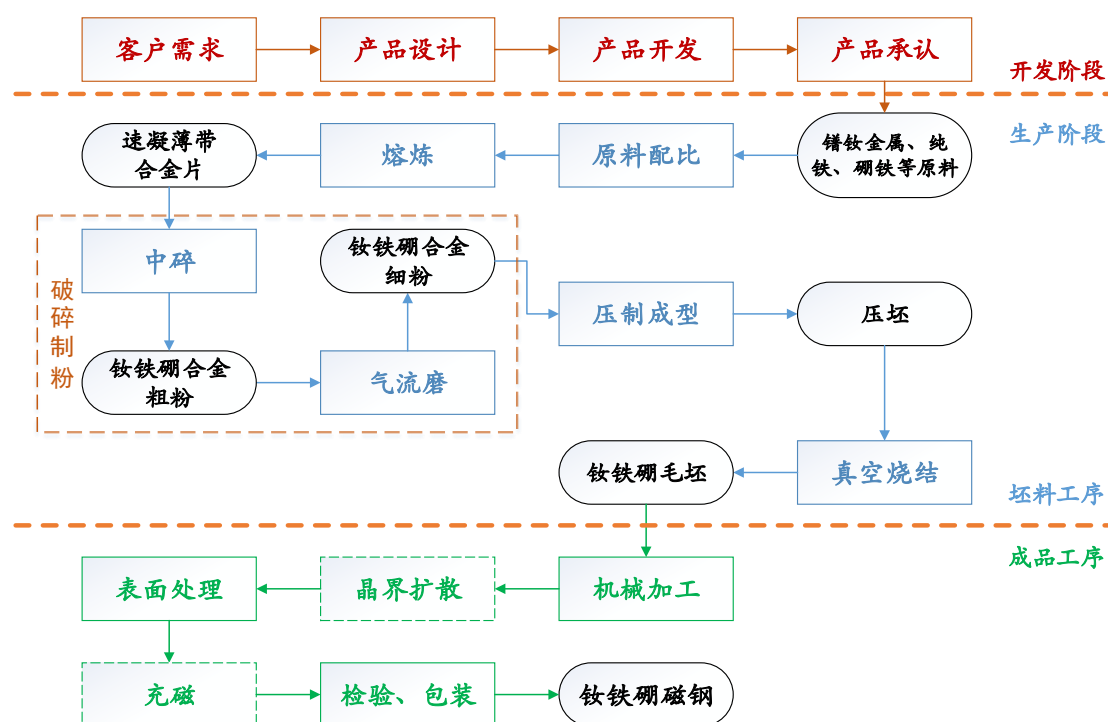 客户需求
产品设计
产品开发
产品承认
开发阶段
生产阶段
镨钕金属、纯
铁、硼铁等原料
原料配比
熔炼
速凝薄带
合金片
破碎制粉
中碎
钕铁硼合金
粗粉
气流磨
钕铁硼合金
细粉
压制成型
压坯
真空烧结
钕铁硼毛坯
坯料工序
成品工序
机械加工
晶界扩散
表面处理
充磁
检验、包装
钕铁硼磁钢